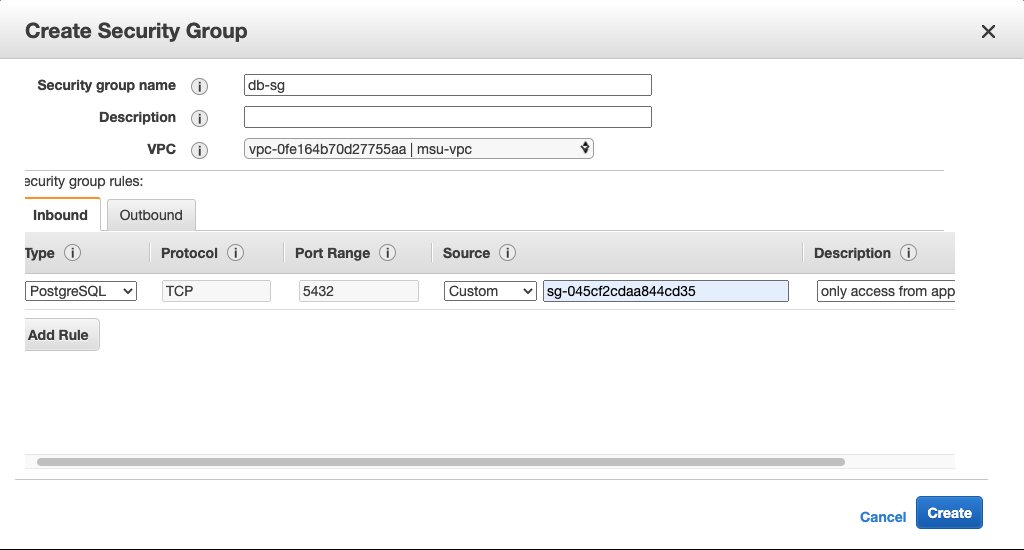 Create Security Group
Security group name i db-sg
Description i
VPC i vpc-0fe164b70d27755aa | msu-vpc
ecurity group rules:
Inbound Outbound
Type i Protocol i Port Range i Source i Description i
PostgreSQL TCP 5432 Custom sg-045cf2cdaa844cd35 only access from app
Add Rule
Cancel Create